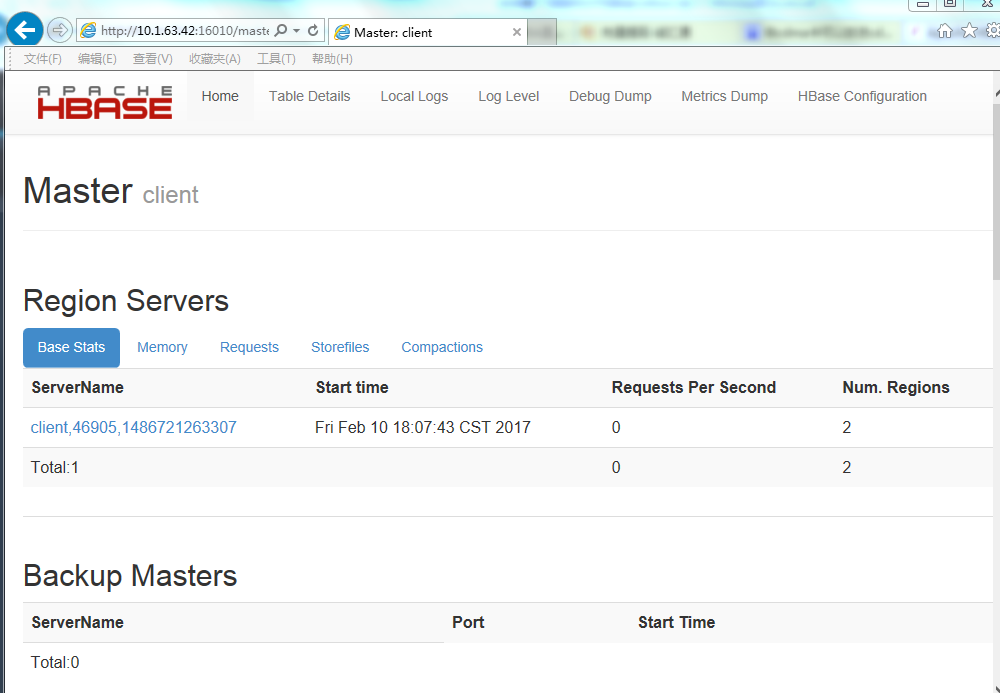 http://10.1.63.42:16010/maste
Master: client
文件(F) 编辑(E) 查看(V) 收藏夹(A) 工具(T) 帮助(H)
APACHE
HBASE
Home Table Details Local Logs Log Level Debug Dump Metrics Dump HBase Configuration
Master client
Region Servers
Base Stats Memory Requests Storefiles Compactions
ServerName Start time Requests Per Second Num. Regions
client,46905,1486721263307 Fri Feb 10 18:07:43 CST 2017 0 2
Total:1 0 2
Backup Masters
ServerName Port Start Time
Total:0